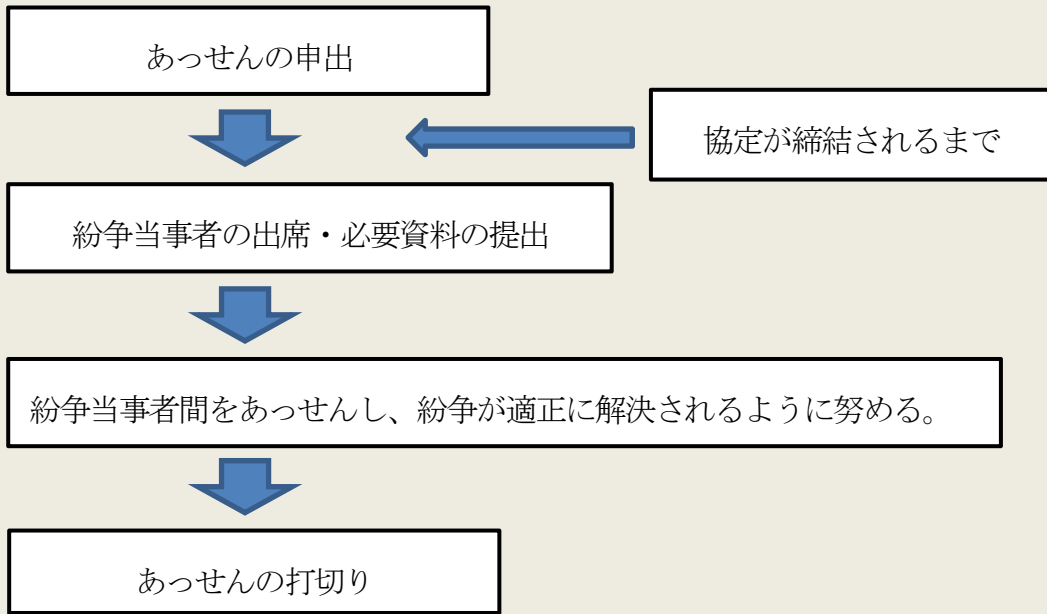 あっせんの申出
協定が締結されるまで
紛争当事者の出席・必要資料の提出
紛争当事者間をあっせんし、紛争が適正に解決されるように努める。
あっせんの打切り